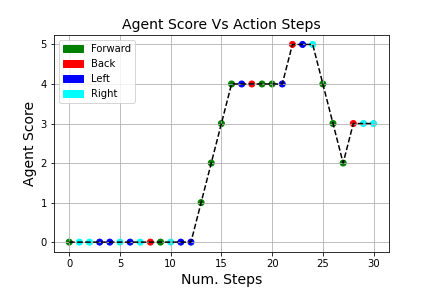 Agent Score Vs Action Steps
Forward
Back
Left
Right
5
4
3
2
1
0
Agent Score
0 5 10 15 20 25 30
Num. Steps